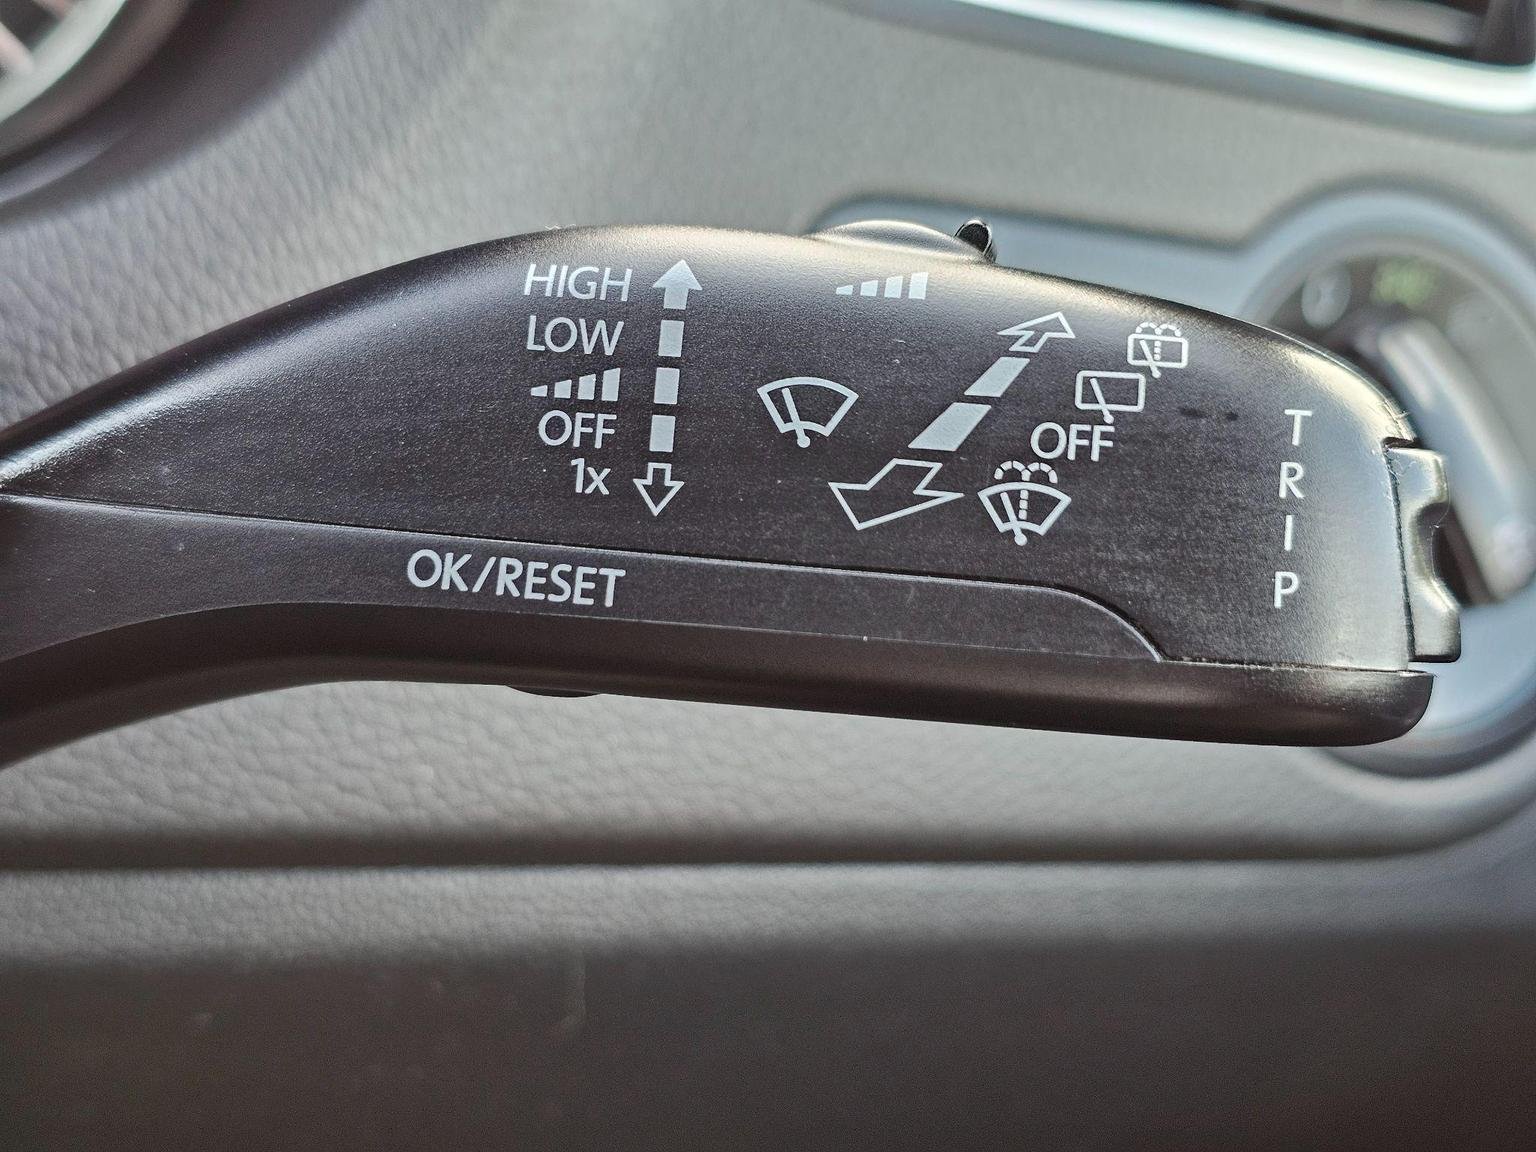 HIGH
LOW
OFF
1x
OFF
TRIP
OK/RESET